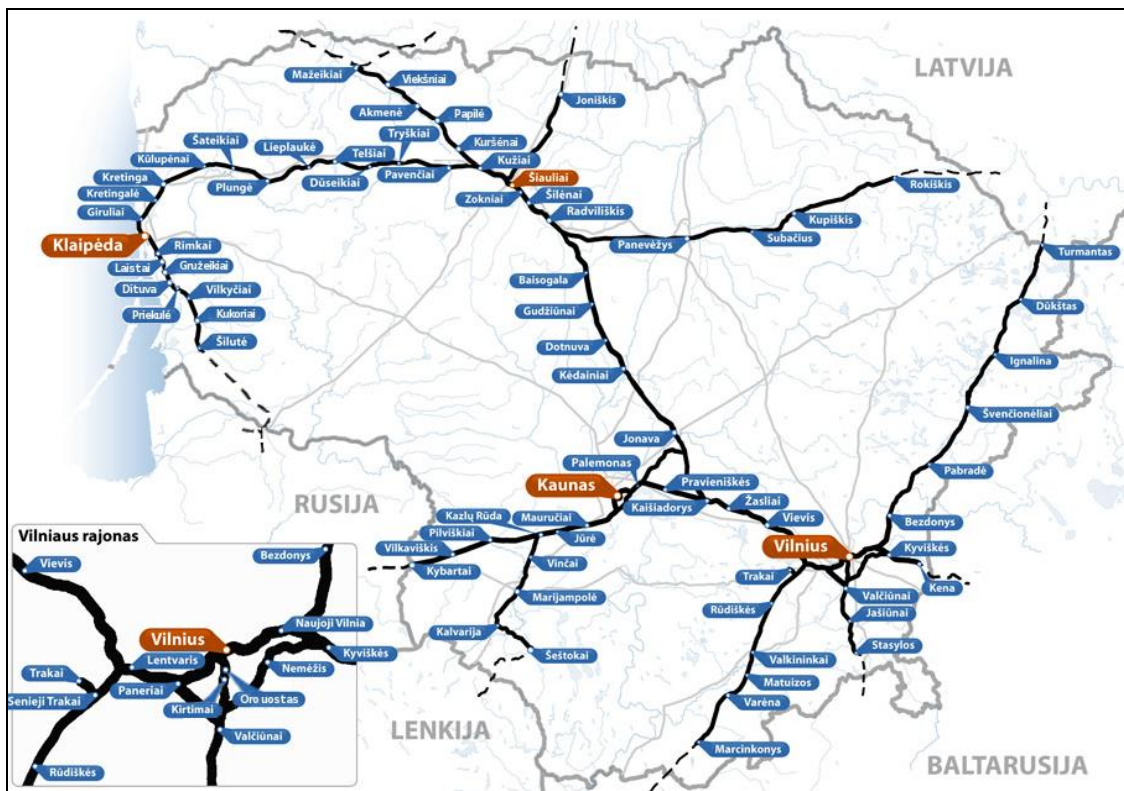 LATVIJA
Mažeikiai
Viekšniai
Joniškis
Akmenė
Papilė
Tryškiai
Kuršėnai
Šateikiai
Lieplaukė
Telšiai
Kūlupėnai
Kužiai
Kretinga
Plungė
Dūseikiai
Pavenčiai
Šiauliai
Rokiškis
Kretingalė
Zokniai
Šilėnai
Giruliai
Radviliškis
Kupiškis
Klaipėda
Rimkai
Panevėžys
Subačius
Turmantas
Laistai
Gružeikiai
Baisogala
Dituva
Vilkyčiai
Priekulė
Gudžiūnai
Dūkštas
Kukoriai
Šilutė
Dotnuva
Ignalina
Kėdainiai
Švenčionėliai
Jonava
Palemonas
Pabradė
RUSIJA
Kaunas
Pravieniškės
Kaišiadorys
Žasliai
Kazlų Rūda
Mauručiai
Vievis
Bezdonys
Pilviškiai
Jūrė
Vilkaviškis
Vilnius
Kyviškės
Kybartai
Vinčai
Trakai
Kena
Marijampolė
Valčiūnai
Rūdiškės
Jašiūnai
Kalvarija
Stasylos
Šeštokai
Valkininkai
Matuizos
Varėna
LENKIJA
Marcinkonys
BALTARUSIJA
Vilniaus rajonas
Bezdonys
Vievis
Naujoji Vilnia
Vilnius
Kyviškės
Lentvaris
Nemėžis
Trakai
Paneriai
Senieji Trakai
Kirtimai
Oro uostas
Valčiūnai
Rūdiškės